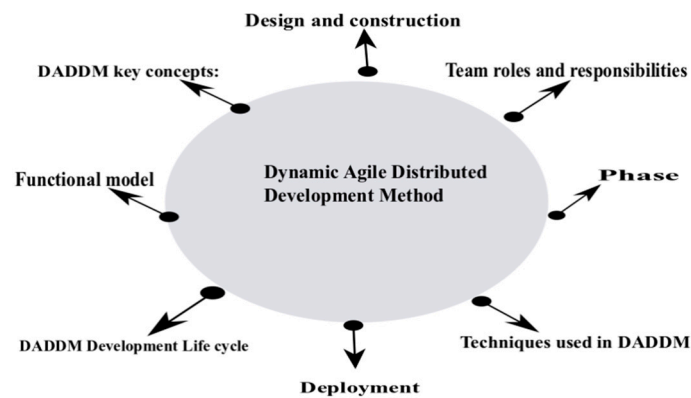 Design and construction
DADDM key concepts:
Team roles and responsibilities
Dynamic Agile Distributed
Development Method
Functional model
Phase
DADDM Development Life cycle
Techniques used in DADDM
Deployment